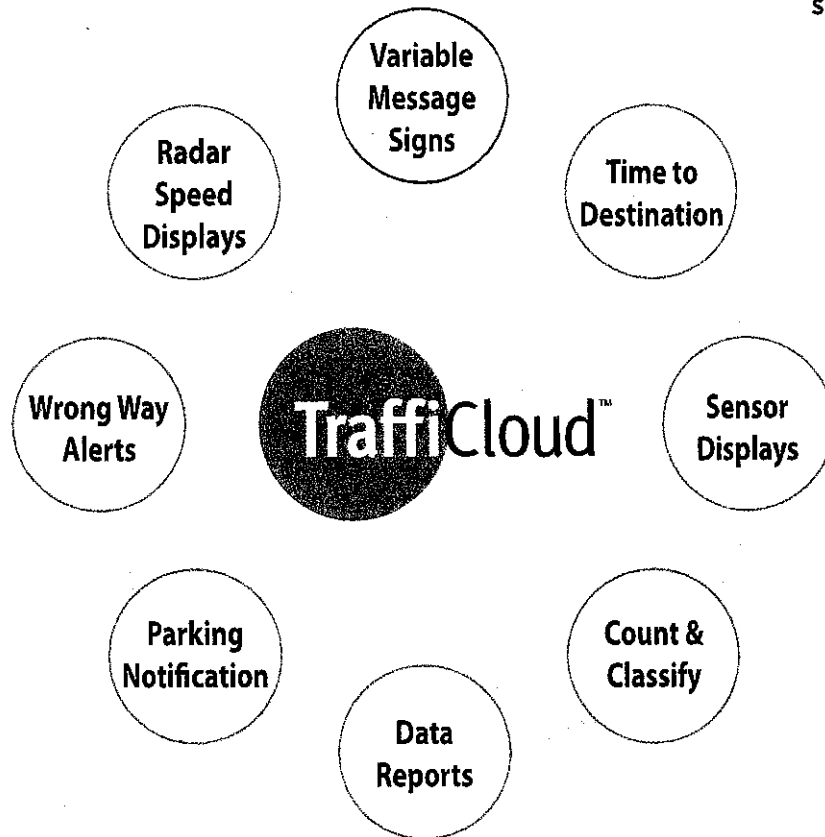 s
Variable
Message
Signs
Radar
Speed
Displays
Time to
Destination
Wrong Way
Alerts
TraffiCloud™
Sensor
Displays
Parking
Notification
Count &
Classify
Data
Reports